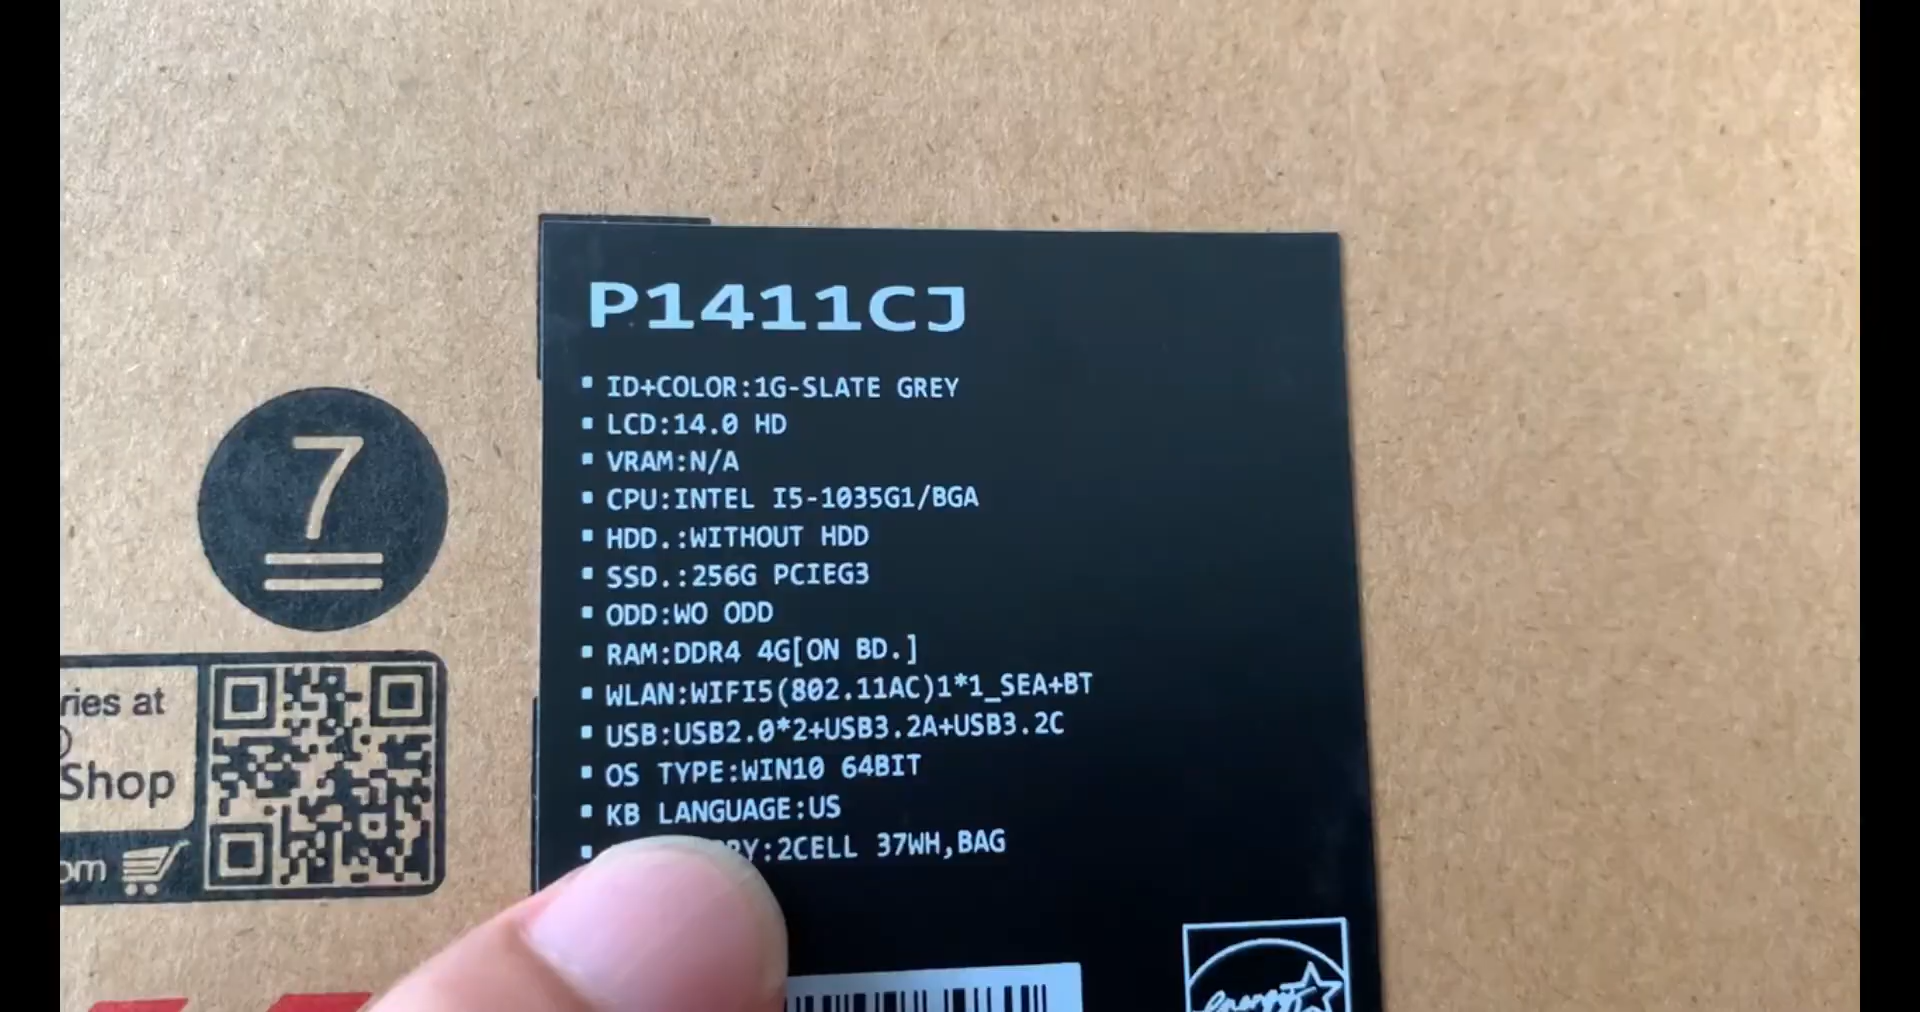 P1411CJ
ID+COLOR:1G-SLATE GREY
LCD:14.0 HD
VRAM:N/A
CPU:INTEL I5-1035G1/BGA
HDD.:WITHOUT HDD
SSD.:256G PCIEG3
ODD:WO ODD
RAM:DDR4 4G[ON BD.]
WLAN:WIFI5(802.11AC)1*1_SEA+BT
USB:USB2.0*2+USB3.2A+USB3.2C
OS TYPE:WIN10 64BIT
KB LANGUAGE:US
RY:2CELL 37WH,BAG
7
ries at
Shop
om
energy